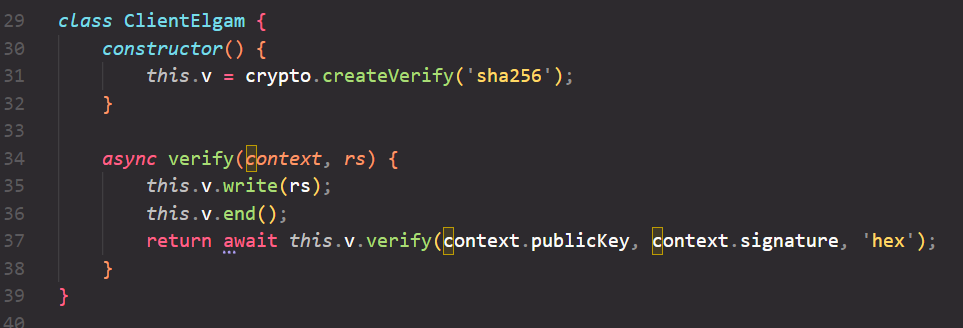 29 class ClientElgam {
30     constructor() {
31         this.v = crypto.createVerify('sha256');
32     }
33
34     async verify(context, rs) {
35         this.v.write(rs);
36         this.v.end();
37         return await this.v.verify(context.publicKey, context.signature, 'hex');
38     }
39 }
40